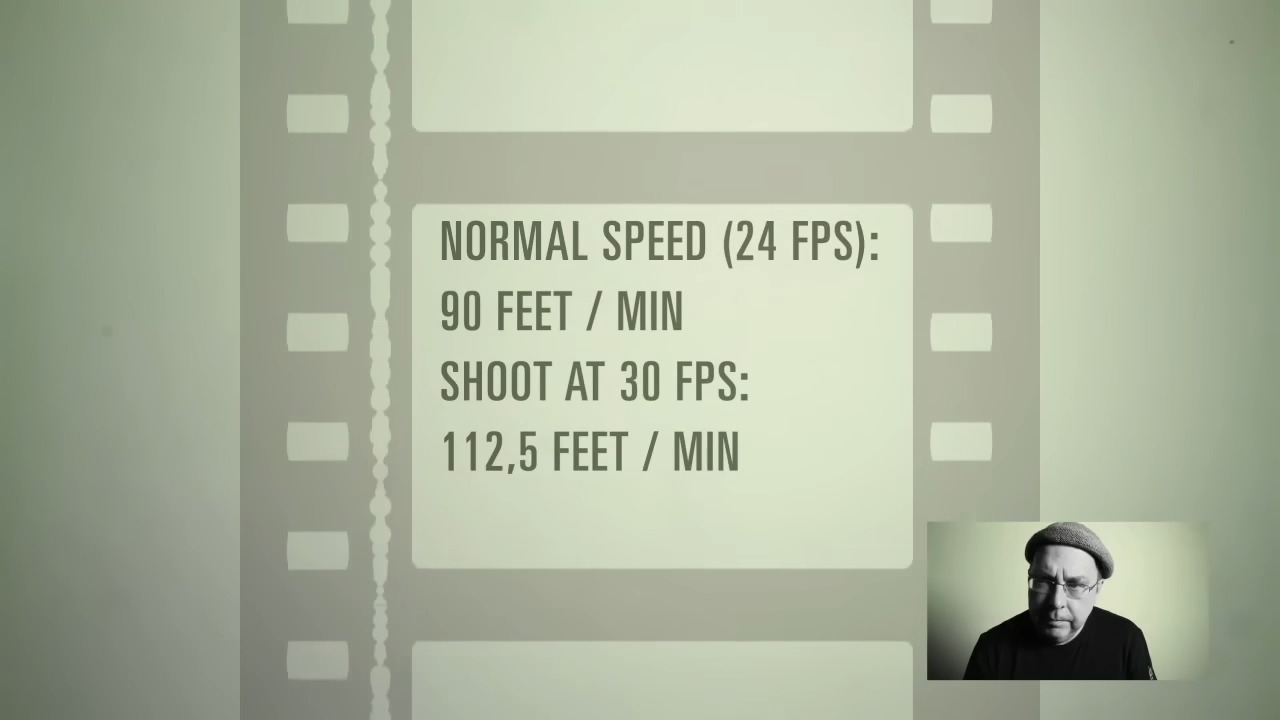 NORMAL SPEED (24 FPS):
90 FEET / MIN
SHOOT AT 30 FPS:
112,5 FEET / MIN